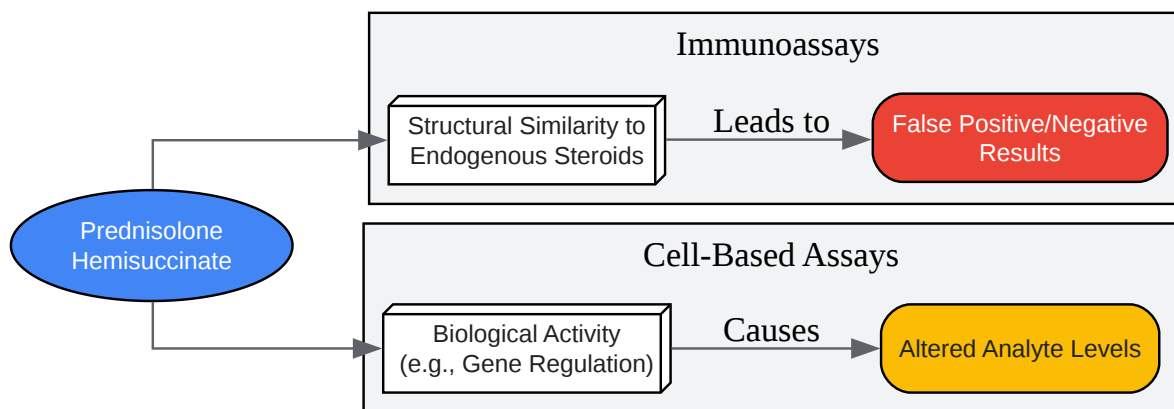 Immunoassays
Structural Similarity to
Endogenous Steroids
Leads to
False Positive/Negative
Results
Prednisolone
Hemisuccinate
Cell-Based Assays
Biological Activity
(e.g., Gene Regulation)
Causes
Altered Analyte Levels